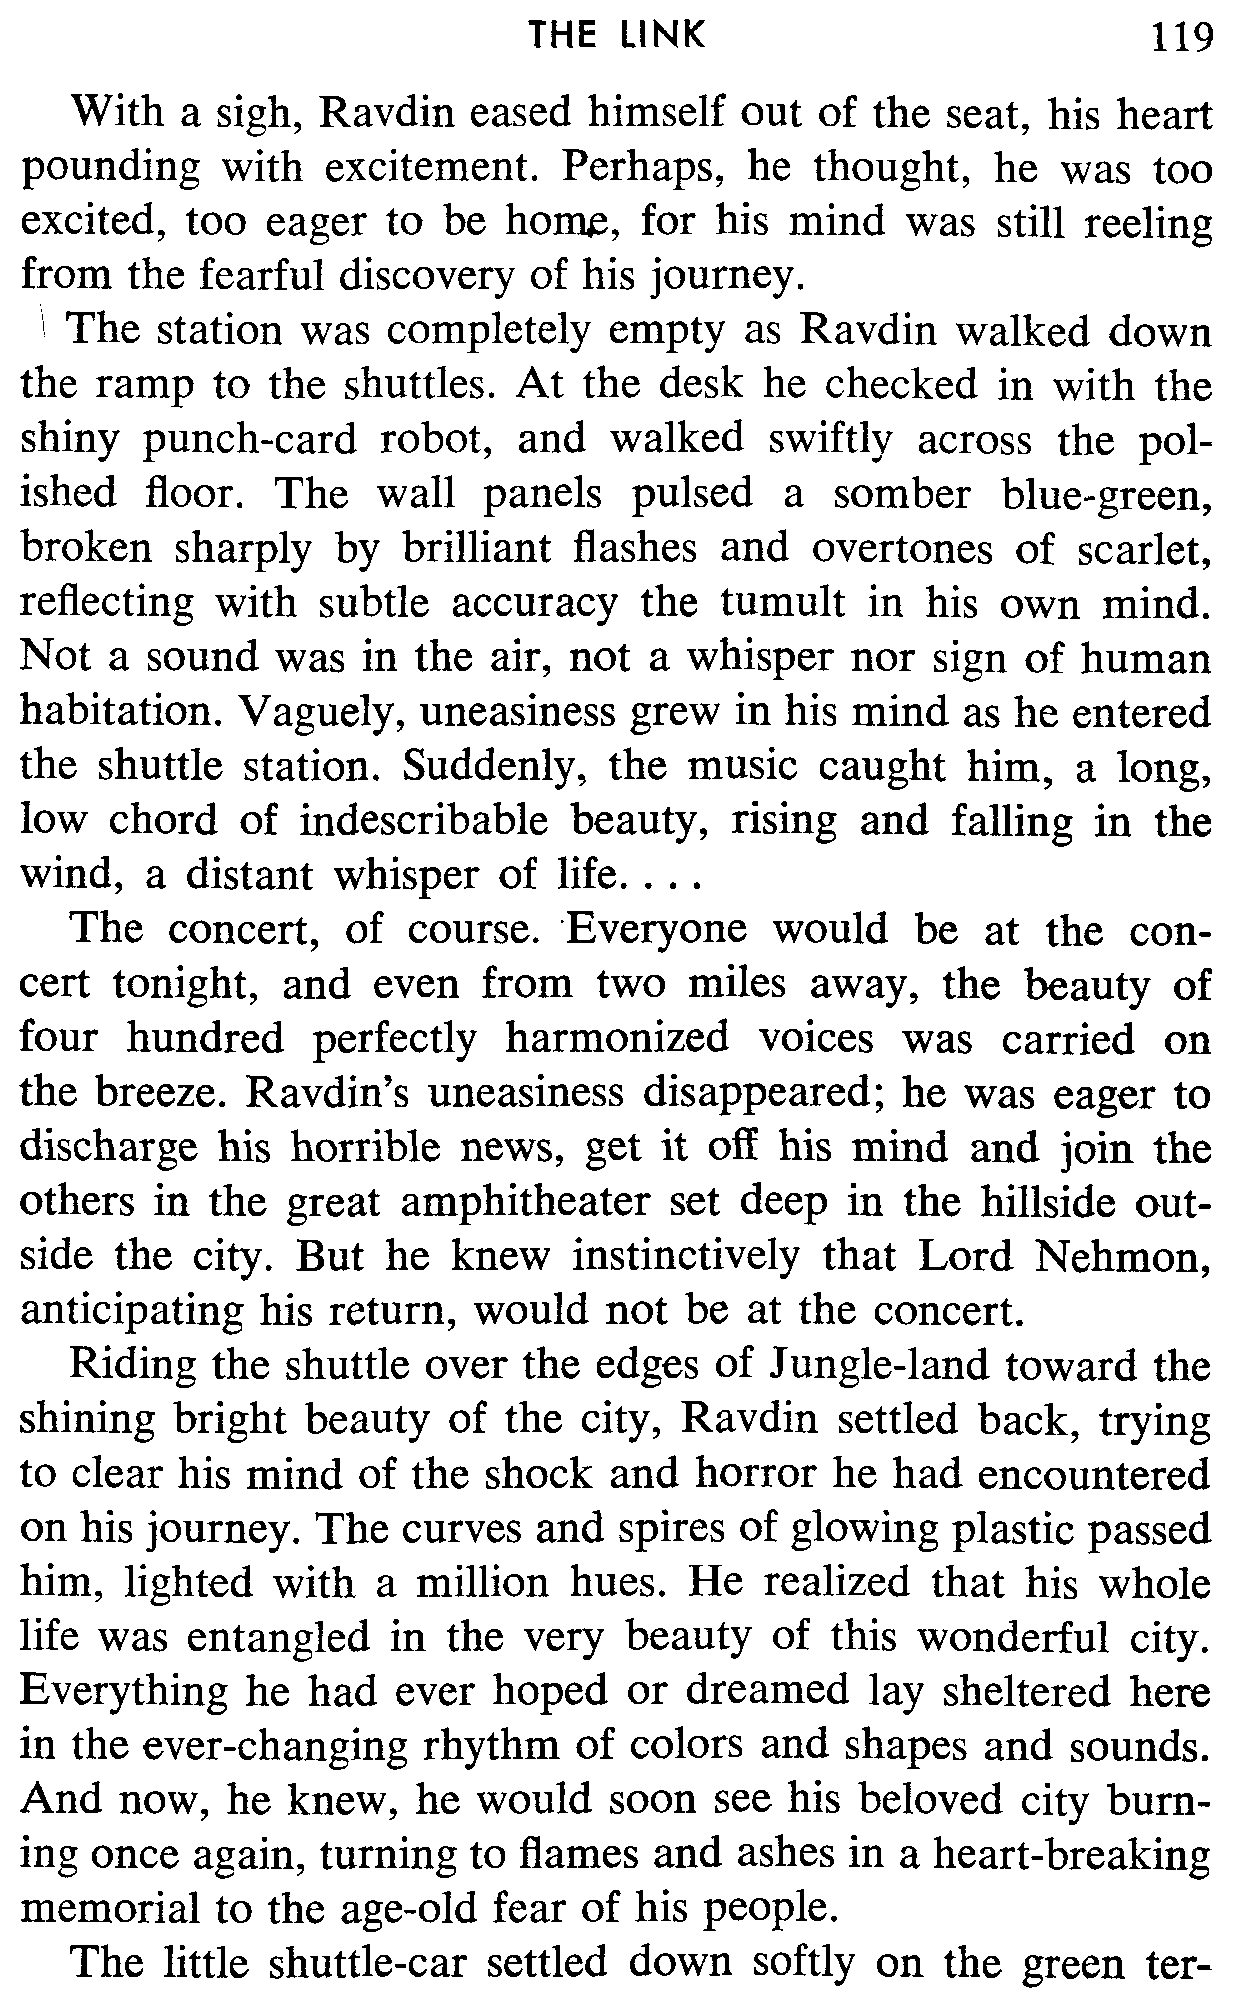 THE LINK 119
With a sigh, Ravdin eased himself out of the seat, his heart
pounding with excitement. Perhaps, he thought, he was too
excited, too eager to be home, for his mind was still reeling
from the fearful discovery of his journey.
The station was completely empty as Ravdin walked down
the ramp to the shuttles. At the desk he checked in with the
shiny punch-card robot, and walked swiftly across the pol-
ished floor. The wall panels pulsed a somber blue-green,
broken sharply by brilliant flashes and overtones of scarlet,
reflecting with subtle accuracy the tumult in his own mind.
Not a sound was in the air, not a whisper nor sign of human
habitation. Vaguely, uneasiness grew in his mind as he entered
the shuttle station. Suddenly, the music caught him, a long,
low chord of indescribable beauty, rising and falling in the
wind, a distant whisper of life. . . .
The concert, of course. Everyone would be at the con-
cert tonight, and even from two miles away, the beauty of
four hundred perfectly harmonized voices was carried on
the breeze. Ravdin's uneasiness disappeared; he was eager to
discharge his horrible news, get it off his mind and join the
others in the great amphitheater set deep in the hillside out-
side the city. But he knew instinctively that Lord Nehmon,
anticipating his return, would not be at the concert.
Riding the shuttle over the edges of Jungle-land toward the
shining bright beauty of the city, Ravdin settled back, trying
to clear his mind of the shock and horror he had encountered
on his journey. The curves and spires of glowing plastic passed
him, lighted with a million hues. He realized that his whole
life was entangled in the very beauty of this wonderful city.
Everything he had ever hoped or dreamed lay sheltered here
in the ever-changing rhythm of colors and shapes and sounds.
And now, he knew, he would soon see his beloved city burn-
ing once again, turning to flames and ashes in a heart-breaking
memorial to the age-old fear of his people.
The little shuttle-car settled down softly on the green ter-